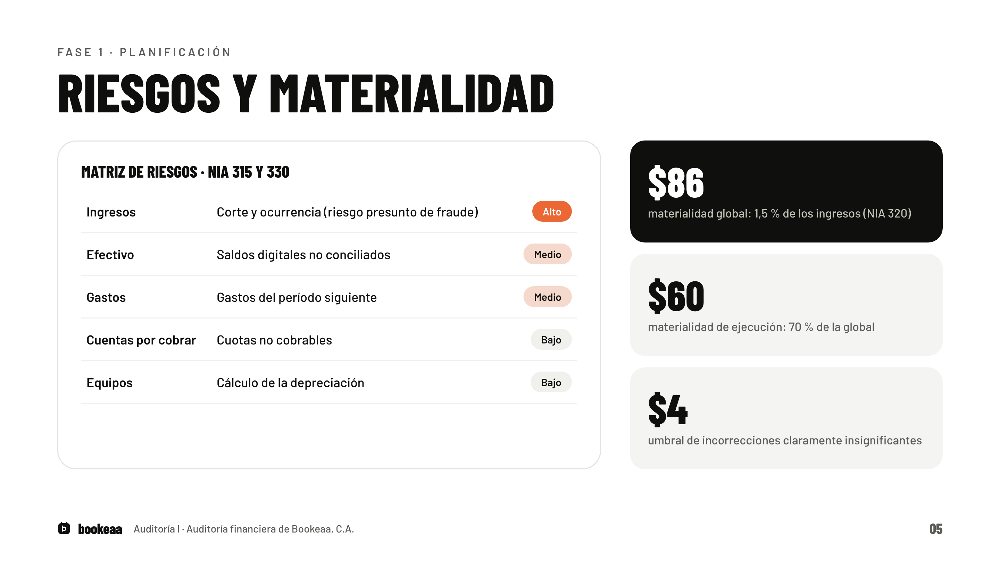 FASE 1 · PLANIFICACIÓN
RIESGOS Y MATERIALIDAD
MATRIZ DE RIESGOS · NIA 315 Y 330
Ingresos Corte y ocurrencia (riesgo presunto de fraude) Alto
Efectivo Saldos digitales no conciliados Medio
Gastos Gastos del período siguiente Medio
Cuentas por cobrar Cuotas no cobrables Bajo
Equipos Cálculo de la depreciación Bajo
$86
materialidad global: 1,5 % de los ingresos (NIA 320)
$60
materialidad de ejecución: 70 % de la global
$4
umbral de incorrecciones claramente insignificantes
b bookeaa Auditoría I · Auditoría financiera de Bookeaa, C.A. 05